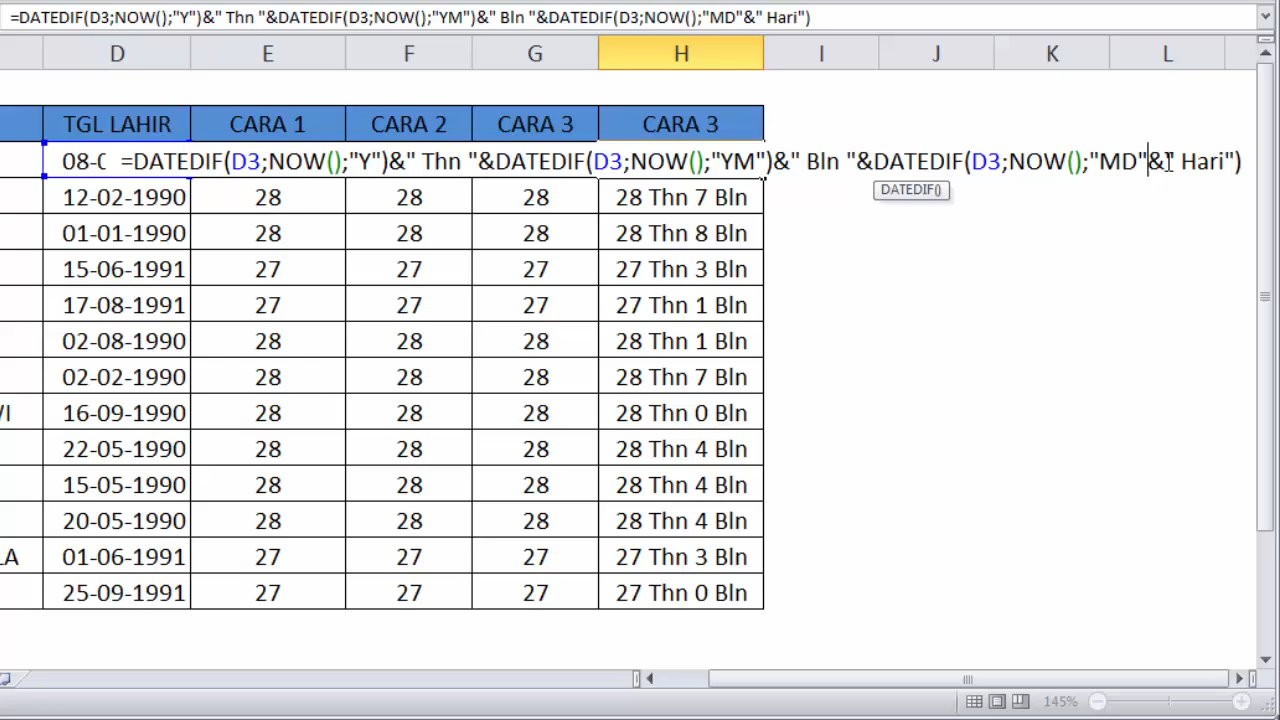 =DATEDIF(D3;NOW();"Y")&" Thn "&DATEDIF(D3;NOW();"YM")&" Bln "&DATEDIF(D3;NOW();"MD"&" Hari")
D E F G H I J K L
TGL LAHIR CARA 1 CARA 2 CARA 3 CARA 3
08-0 =DATEDIF(D3;NOW();"Y")&" Thn "&DATEDIF(D3;NOW();"YM")&" Bln "&DATEDIF(D3;NOW();"MD"&" Hari")
DATEDIF()
12-02-1990 28 28 28 28 Thn 7 Bln
01-01-1990 28 28 28 28 Thn 8 Bln
15-06-1991 27 27 27 27 Thn 3 Bln
17-08-1991 27 27 27 27 Thn 1 Bln
02-08-1990 28 28 28 28 Thn 1 Bln
02-02-1990 28 28 28 28 Thn 7 Bln
VI 16-09-1990 28 28 28 28 Thn 0 Bln
22-05-1990 28 28 28 28 Thn 4 Bln
15-05-1990 28 28 28 28 Thn 4 Bln
20-05-1990 28 28 28 28 Thn 4 Bln
LA 01-06-1991 27 27 27 27 Thn 3 Bln
25-09-1991 27 27 27 27 Thn 0 Bln
145%